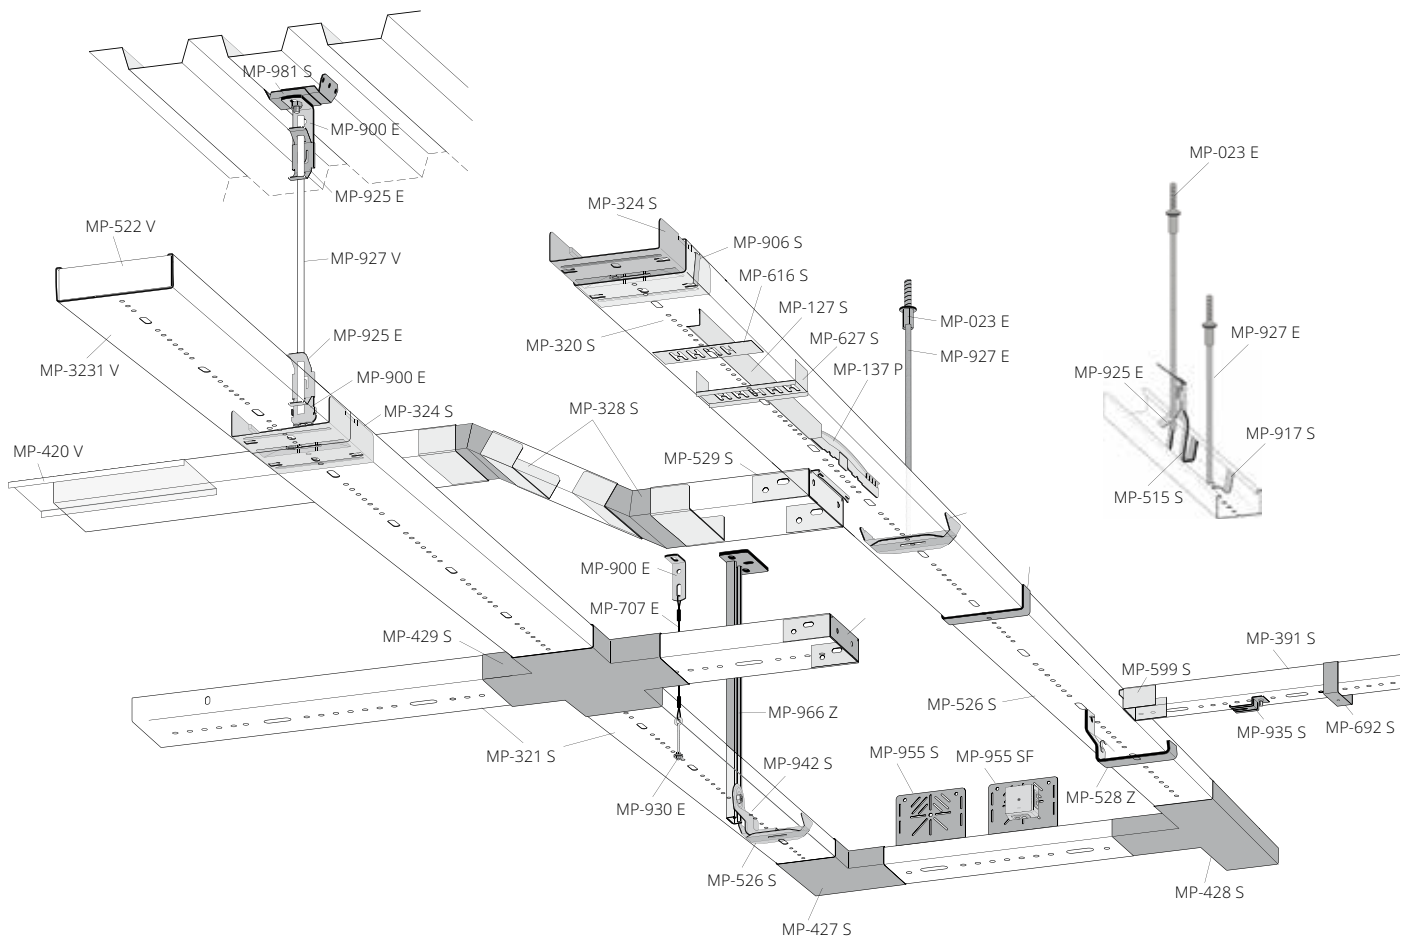 MP-981 S
MP-900 E
MP-023 E
MP-925 E
MP-324 S
MP-522 V
MP-906 S
MP-927 V
MP-616 S
MP-127 S
MP-023 E
MP-927 E
MP-925 E
MP-627 S
MP-320 S
MP-927 E
MP-3231 V
MP-137 P
MP-925 E
MP-900 E
MP-324 S
MP-328 S
MP-917 S
MP-420 V
MP-529 S
MP-515 S
MP-900 E
MP-707 E
MP-429 S
MP-391 S
MP-599 S
MP-526 S
MP-966 Z
MP-692 S
MP-935 S
MP-321 S
MP-955 S
MP-955 SF
MP-942 S
MP-528 Z
MP-930 E
MP-526 S
MP-428 S
MP-427 S